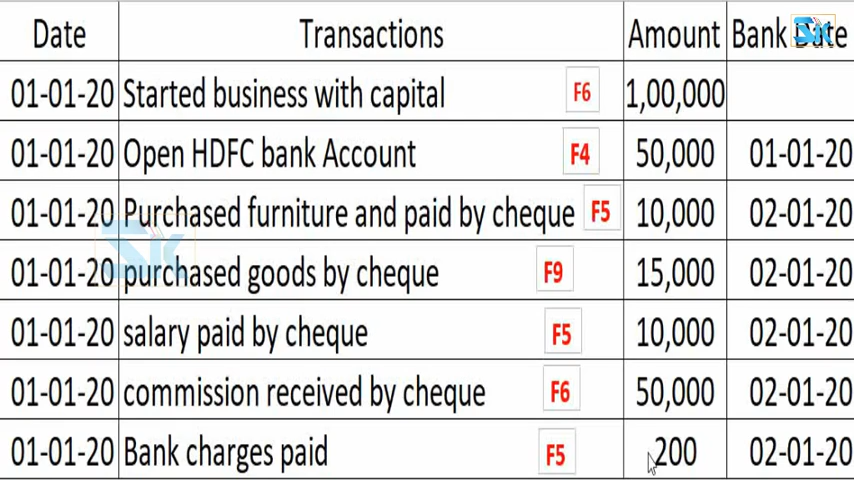 Date Transactions Amount Bank Date
01-01-20 Started business with capital F6 1,00,000
01-01-20 Open HDFC bank Account F4 50,000 01-01-20
01-01-20 Purchased furniture and paid by cheque F5 10,000 02-01-20
01-01-20 purchased goods by cheque F9 15,000 02-01-20
01-01-20 salary paid by cheque F5 10,000 02-01-20
01-01-20 commission received by cheque F6 50,000 02-01-20
01-01-20 Bank charges paid F5 200 02-01-20